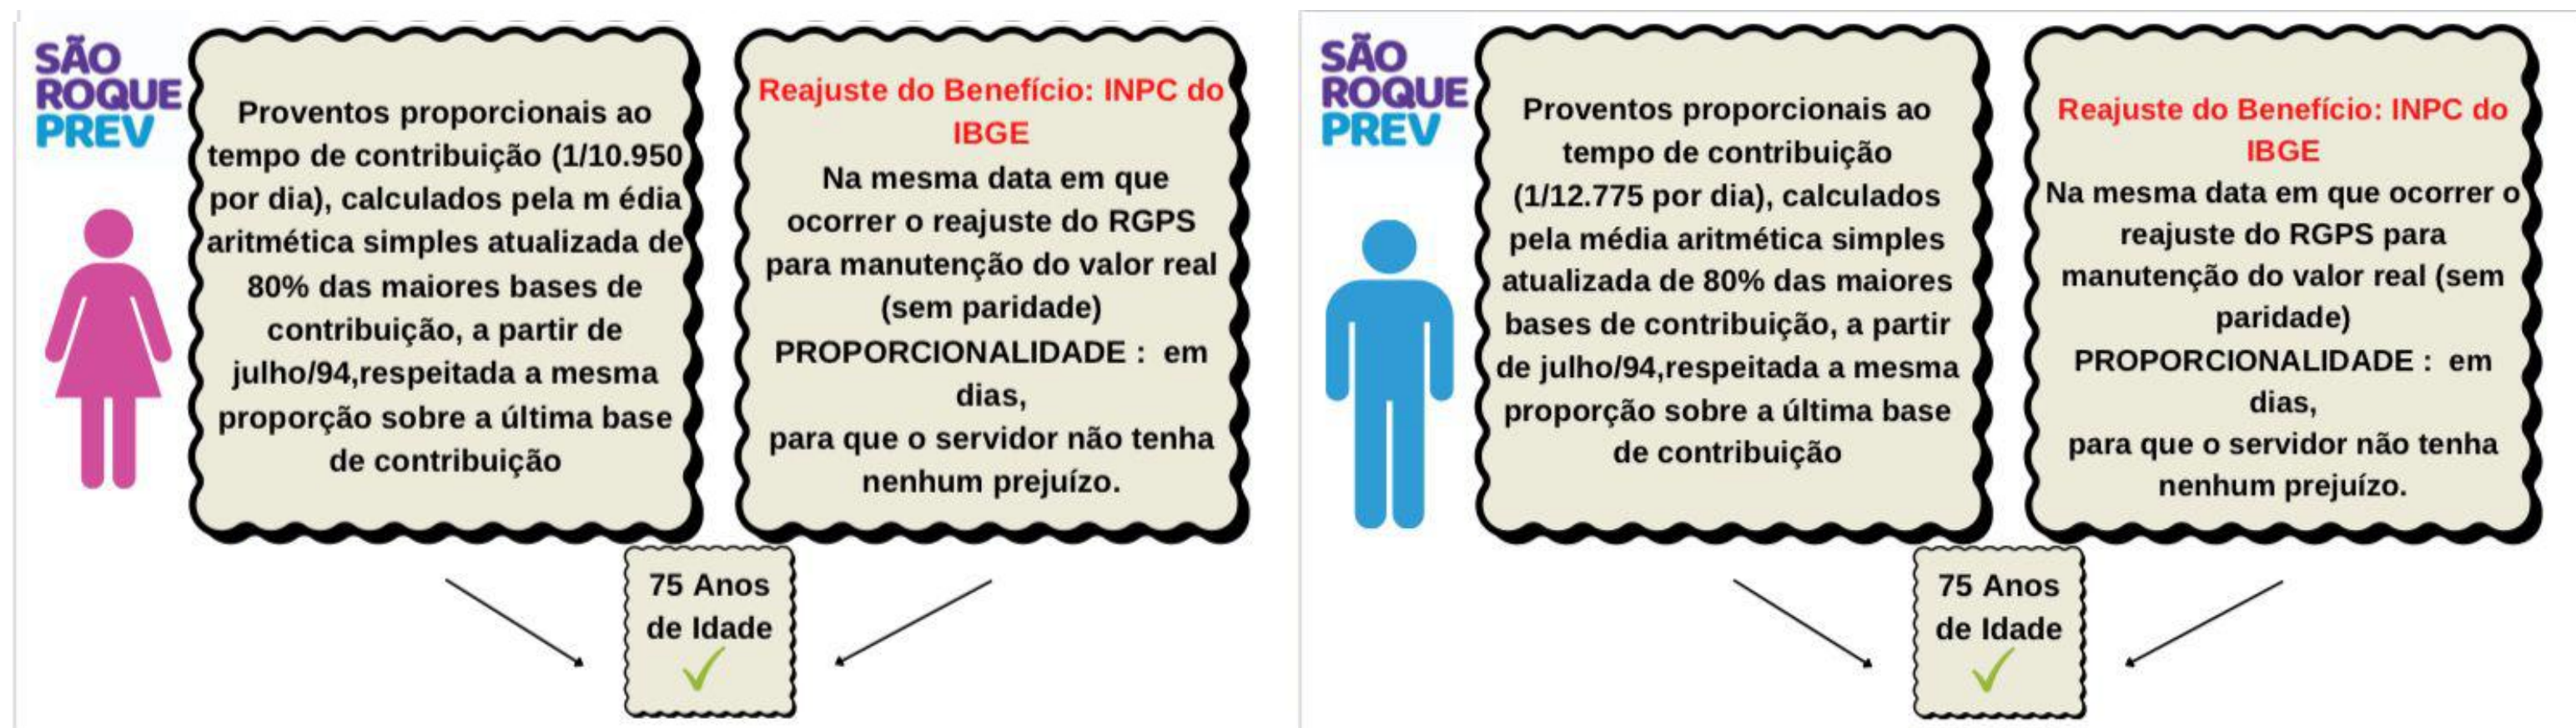 SÃO
ROQUE
PREV
Proventos proporcionais ao
tempo de contribuição (1/10.950
por dia), calculados pela m édia
aritmética simples atualizada de
80% das maiores bases de
contribuição, a partir de
julho/94,respeitada a mesma
proporção sobre a última base
de contribuição
Reajuste do Benefício: INPC do
IBGE
Na mesma data em que
ocorrer o reajuste do RGPS
para manutenção do valor real
(sem paridade)
PROPORCIONALIDADE : em
dias,
para que o servidor não tenha
nenhum prejuízo.
75 Anos
de Idade
SÃO
ROQUE
PREV
Proventos proporcionais ao
tempo de contribuição
(1/12.775 por dia), calculados
pela média aritmética simples
atualizada de 80% das maiores
bases de contribuição, a partir
de julho/94,respeitada a mesma
proporção sobre a última base
de contribuição
Reajuste do Benefício: INPC do
IBGE
Na mesma data em que ocorrer o
reajuste do RGPS para
manutenção do valor real (sem
paridade)
PROPORCIONALIDADE : em
dias,
para que o servidor não tenha
nenhum prejuízo.
75 Anos
de Idade